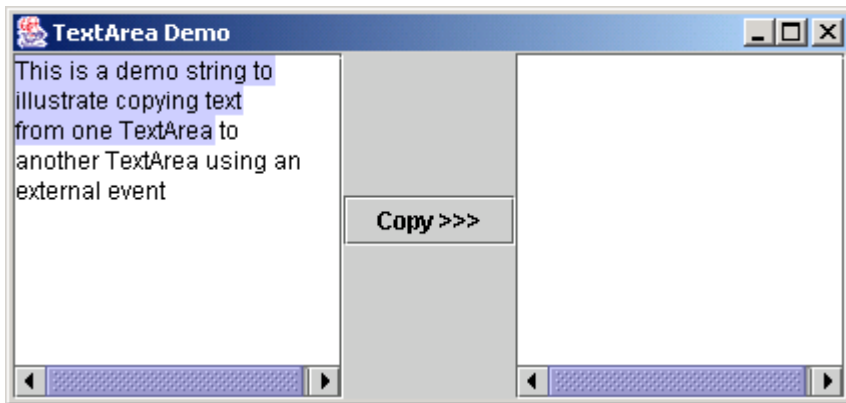 TextArea Demo
This is a demo string to
illustrate copying text
from one TextArea to
another TextArea using an
external event
Copy >>>